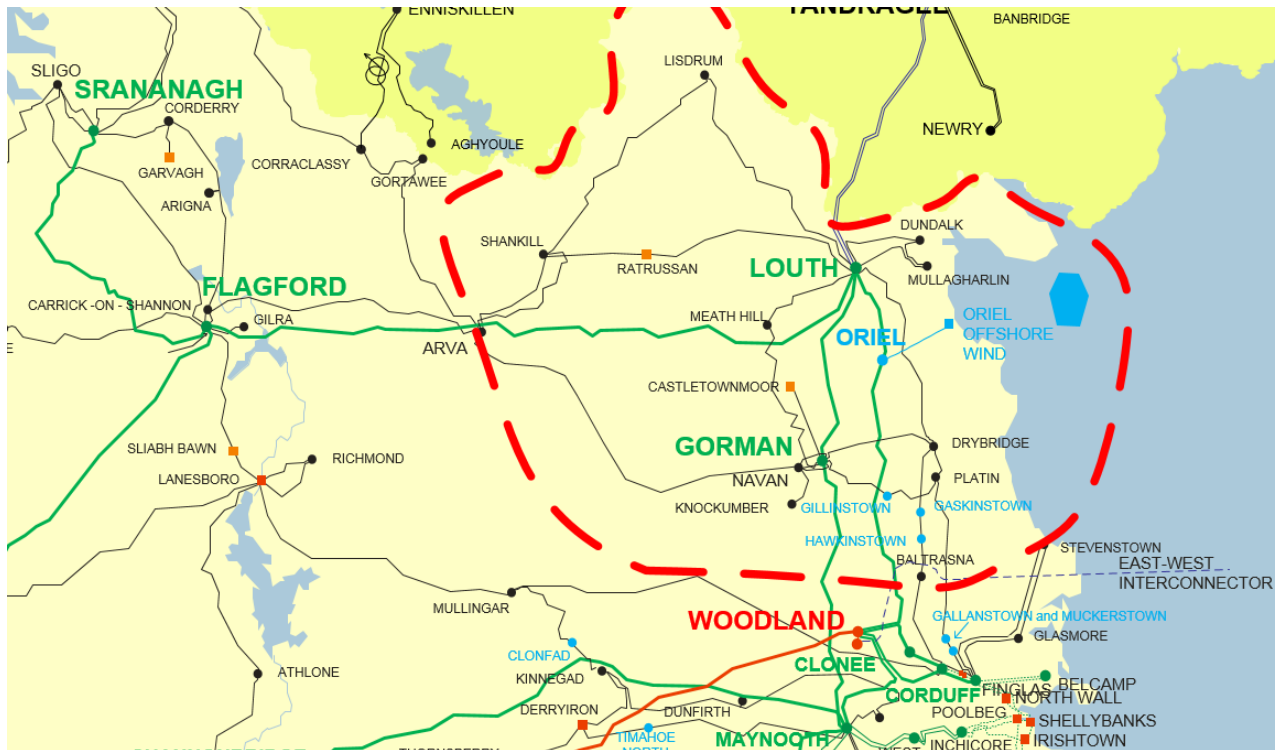 ENNISKILLEN
TANDRAGEE
BANBRIDGE
LISDRUM
SLIGO
SRANANAGH
CORDERRY
NEWRY
AGHYOULE
CORRACLASSY
GARVAGH
GORTAWEE
ARIGNA
DUNDALK
SHANKILL
RATRUSSAN
LOUTH
MULLAGHARLIN
FLAGFORD
CARRICK -ON - SHANNON
GILRA
MEATH HILL
ORIEL
ORIEL
OFFSHORE
WIND
ARVA
E
CASTLETOWNMOOR
SLIABH BAWN
RICHMOND
GORMAN
DRYBRIDGE
LANESBORO
NAVAN
PLATIN
KNOCKUMBER
GILLINSTOWN
GASKINSTOWN
HAWKINSTOWN
BALTRASNA
STEVENSTOWN
EAST-WEST
INTERCONNECTOR
MULLINGAR
WOODLAND
GALLANSTOWN and MUCKERSTOWN
GLASMORE
CLONFAD
CLONEE
ATHLONE
KINNEGAD
CORDUFF
FINGLAS
BELCAMP
NORTH WALL
DERRYIRON
DUNFIRTH
POOLBEG
SHELLYBANKS
TIMAHOE
NORTH
MAYNOOTH
INCHICORE
IRISHTOWN